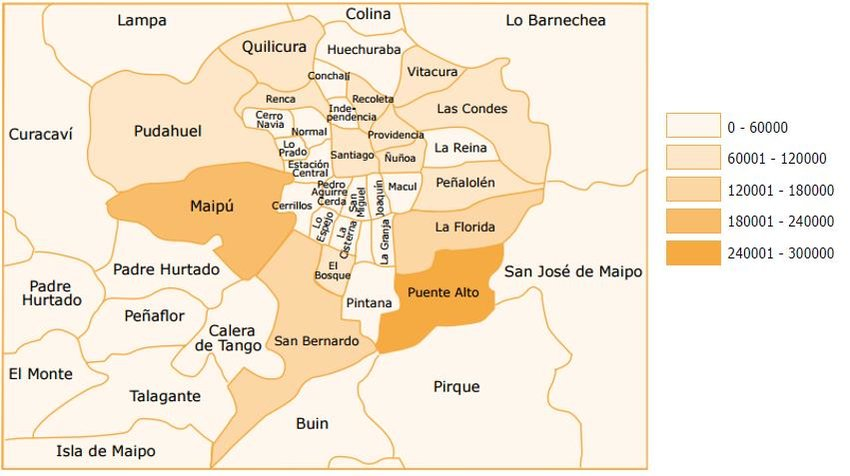 Lampa
Colina
Lo Barnechea
Quilicura
Huechuraba
Conchalí
Vitacura
Renca
Recoleta
Las Condes
Cerro
Navia
Inde-
pendencia
Curacaví
Pudahuel
Normal
Providencia
Lo
Prado
La Reina
Santiago
Ñuñoa
Estación
Central
Pedro
Aguirre
Cerda
San
Miguel
Joaquín
Macul
Peñalolén
Maipú
Cerrillos
Lo
Espejo
La
Cisterna
La Granja
La Florida
Padre Hurtado
El
Bosque
San José de Maipo
Padre
Hurtado
Pintana
Puente Alto
Peñaflor
Calera
de Tango
San Bernardo
El Monte
Talagante
Pirque
Buin
Isla de Maipo
0 - 60000
60001 - 120000
120001 - 180000
180001 - 240000
240001 - 300000